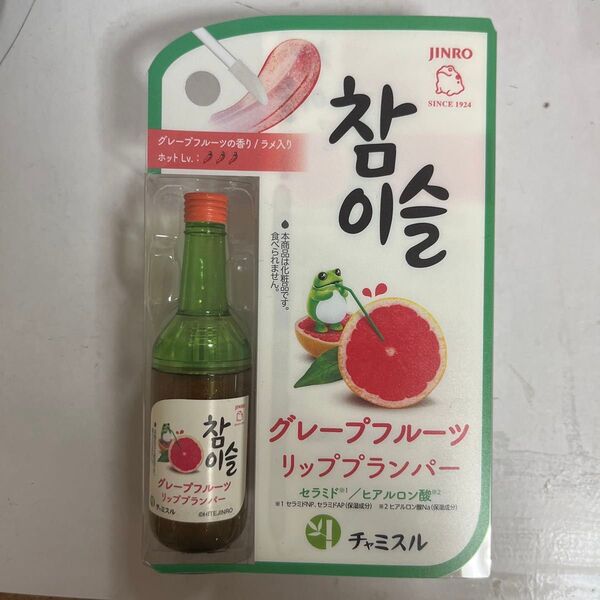 JINRO
SINCE 1924
グレープフルーツの香り / ラメ入り
ホットLv.:
참
이슬
本商品は化粧品です。
食べられません。
グレープフルーツ
リッププランパー
セラミド※1／ヒアルロン酸※2
※1 セラミドNP、セラミドAP(保湿成分) ※2 ヒアルロン酸Na(保湿成分)
チャミスル
JINRO
참
이슬
グレープフルーツ
リッププランパー
©HITEJINRO